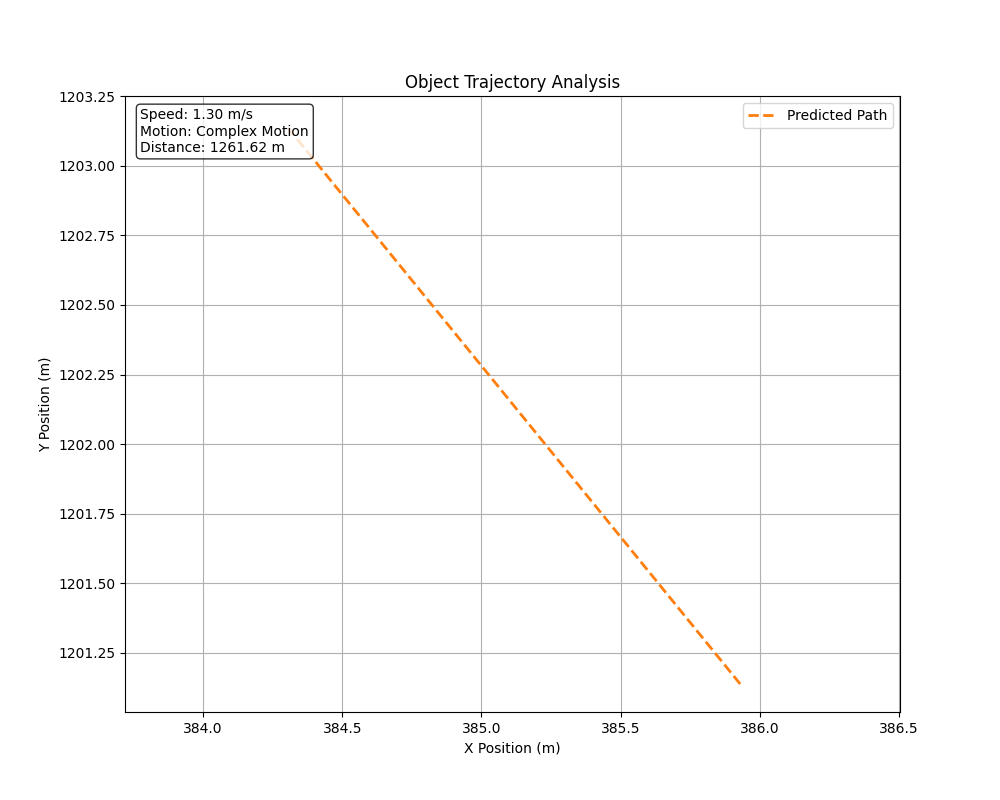 Object Trajectory Analysis
Speed: 1.30 m/s
Motion: Complex Motion
Distance: 1261.62 m
Predicted Path
1203.25
1203.00
1202.75
1202.50
1202.25
1202.00
1201.75
1201.50
1201.25
Y Position (m)
384.0 384.5 385.0 385.5 386.0 386.5
X Position (m)